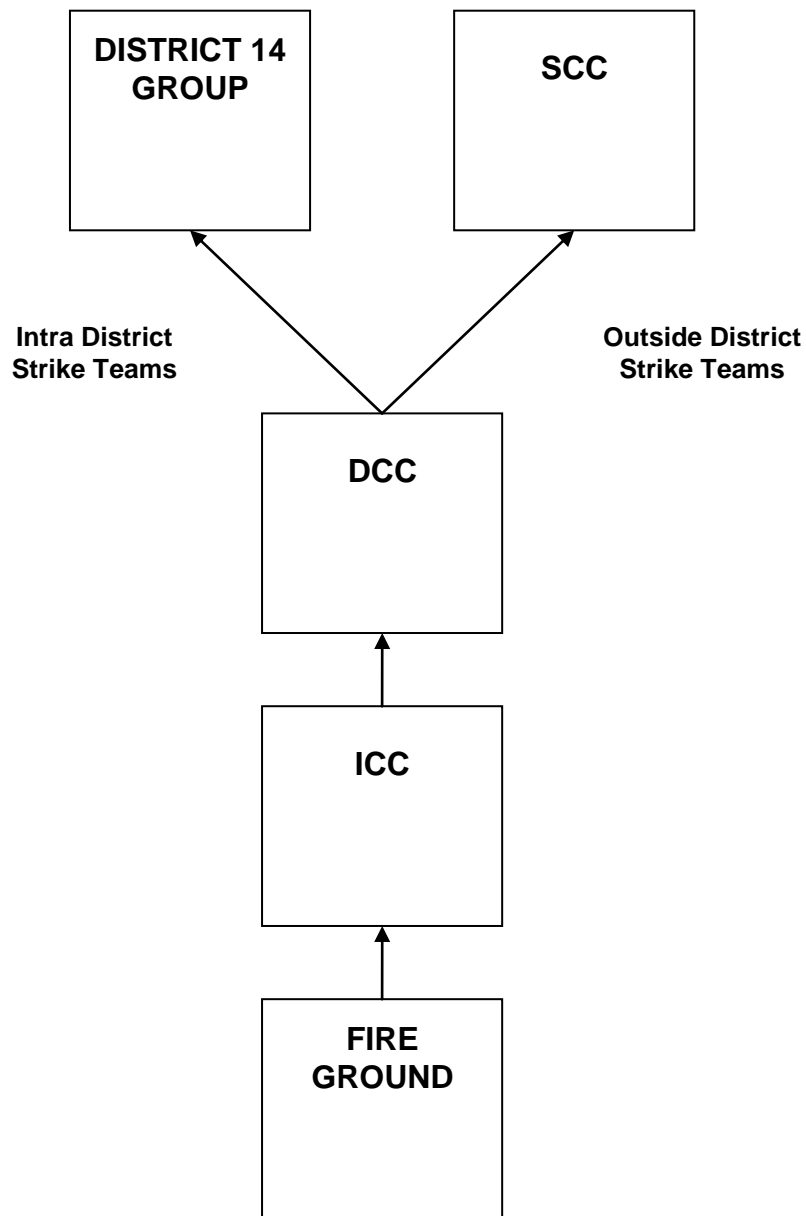 DISTRICT 14
GROUP
SCC
Intra District
Strike Teams
Outside District
Strike Teams
DCC
ICC
FIRE
GROUND